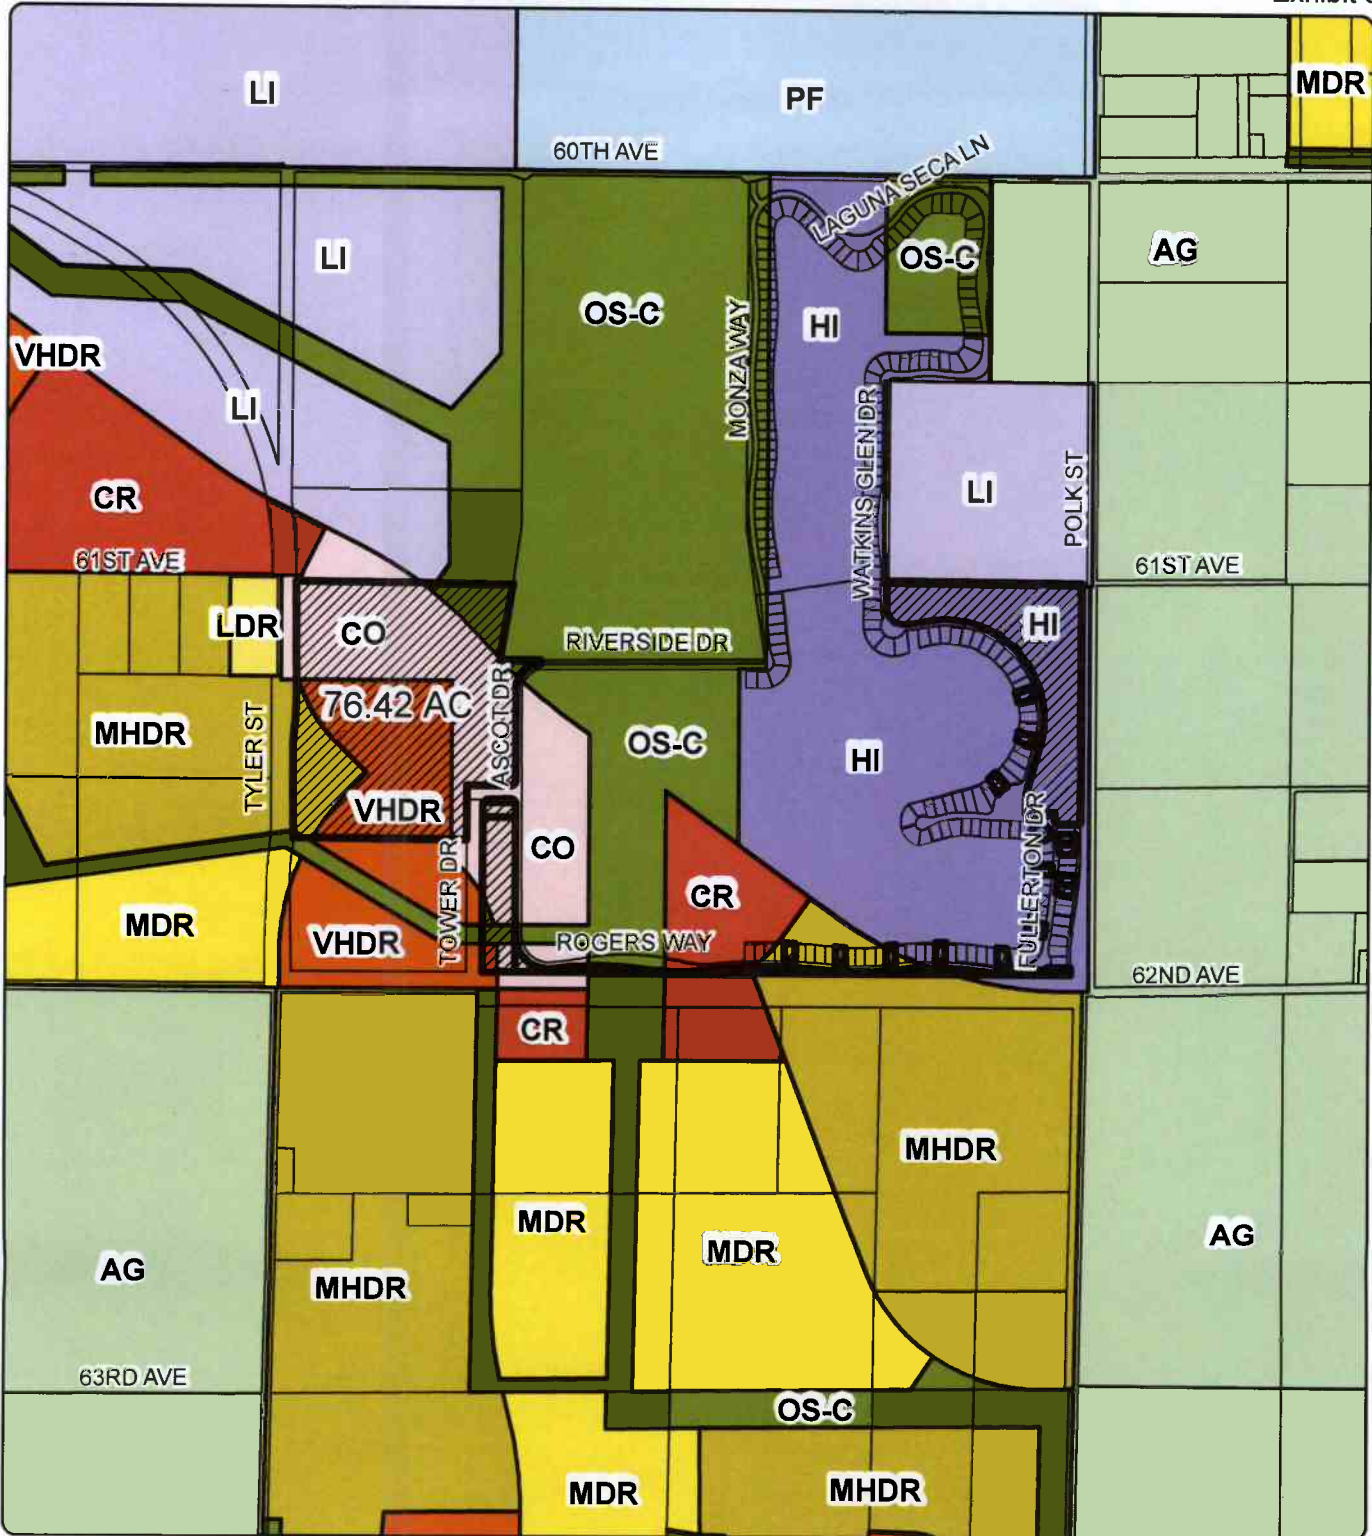 LI
PF
MDR
60TH AVE
LAGUNA SECA LN
LI
OS-C
AG
OS-C
HI
VHDR
MONZA WAY
LI
WATKINS GLEN DR
CR
LI
POLK ST
61ST AVE
61ST AVE
LDR
CO
HI
RIVERSIDE DR
76.42 AC
ASCOT DR
MHDR
TYLER ST
OS-C
HI
VHDR
CO
TOWER DR
FULLERTON DR
CR
MDR
VHDR
ROGERS WAY
62ND AVE
CR
MHDR
MDR
MDR
AG
AG
MHDR
63RD AVE
OS-C
MDR
MHDR